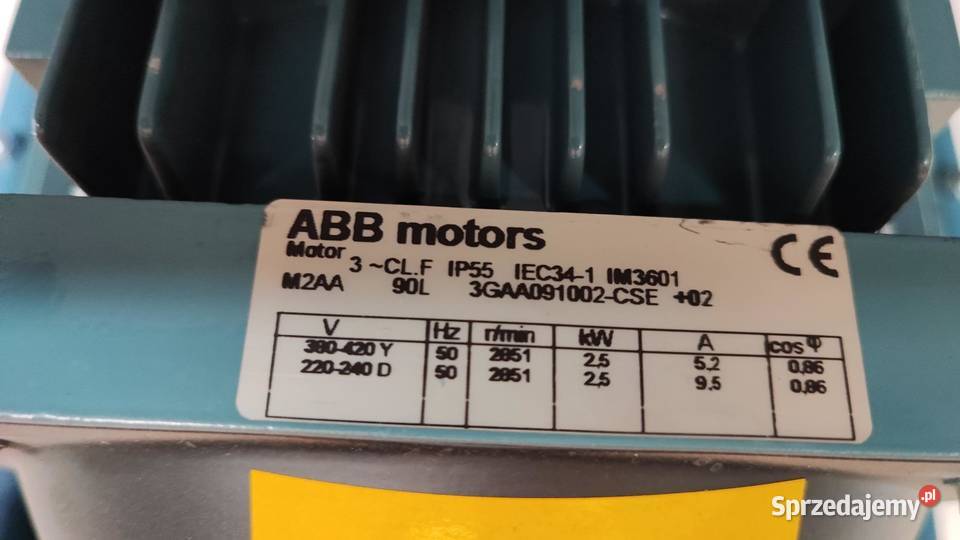 ABB motors CE
Motor 3 ~CL.F IP55 IEC34-1 IM3601
M2AA 90L 3GAA091002-CSE +02
V Hz r/min kW A cos φ
380-420 Y 50 2851 2,5 5.2 0,86
220-240 D 50 2851 2,5 9.5 0,86
Sprzedajemy.pl